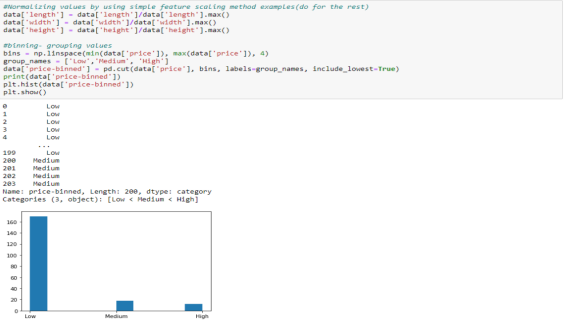 #Normalizing values by using simple feature scaling method examples(do for the rest)
data['length'] = data['length']/data['length'].max()
data['width'] = data['width']/data['width'].max()
data['height'] = data['height']/data['height'].max()
#binning- grouping values
bins = np.linspace(min(data['price']), max(data['price']), 4)
group_names = ['Low','Medium', 'High']
data['price-binned'] = pd.cut(data['price'], bins, labels=group_names, include_lowest=True)
print(data['price-binned'])
plt.hist(data['price-binned'])
plt.show()
0 Low
1 Low
2 Low
3 Low
4 Low
...
199 Low
200 Medium
201 Medium
202 Medium
203 Medium
Name: price-binned, Length: 200, dtype: category
Categories (3, object): [Low < Medium < High]
160
140
120
100
80
60
40
20
0
Low Medium High